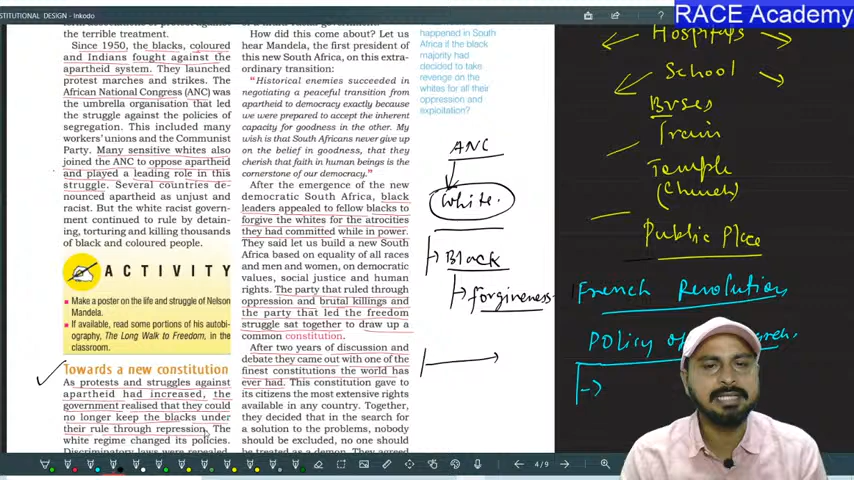 STITUTIONAL DESIGN - Inkodo
RACE Academy
the terrible treatment.
Since 1950, the blacks, coloured
and Indians fought against the
apartheid system. They launched
protest marches and strikes. The
African National Congress (ANC) was
the umbrella organisation that led
the struggle against the policies of
segregation. This included many
workers' unions and the Communist
Party. Many sensitive whites also
joined the ANC to oppose apartheid
and played a leading role in this
struggle. Several countries de-
nounced apartheid as unjust and
racist. But the white racist govern-
ment continued to rule by detain-
ing, torturing and killing thousands
of black and coloured people.
ACTIVITY
Make a poster on the life and struggle of Nelson
Mandela.
If available, read some portions of his autobi-
ography, The Long Walk to Freedom, in the
classroom.
Towards a new constitution
As protests and struggles against
apartheid had increased, the
government realised that they could
no longer keep the blacks under
their rule through repression. The
white regime changed its policies.
Discriminatory laws were repealed
How did this come about? Let us
hear Mandela, the first president of
this new South Africa, on this extra-
ordinary transition:
"Historical enemies succeeded in
negotiating a peaceful transition from
apartheid to democracy exactly because
we were prepared to accept the inherent
capacity for goodness in the other. My
wish is that South Africans never give up
on the belief in goodness, that they
cherish that faith in human beings is the
cornerstone of our democracy."
After the emergence of the new
democratic South Africa, black
leaders appealed to fellow blacks to
forgive the whites for the atrocities
they had committed while in power.
They said let us build a new South
Africa based on equality of all races
and men and women, on democratic
values, social justice and human
rights. The party that ruled through
oppression and brutal killings and
the party that led the freedom
struggle sat together to draw up a
common constitution.
After two years of discussion and
debate they came out with one of the
finest constitutions the world has
ever had. This constitution gave to
its citizens the most extensive rights
available in any country. Together,
they decided that in the search for
a solution to the problems, nobody
should be excluded, no one should
be treated as a demon. They agreed
happened in South
Africa if the black
majority had
decided to take
revenge on the
whites for all their
oppression and
exploitation?
ANC
White.
Black
forgiveness
Hospitals
School
Buses
Train
Temple
(Church)
Public Place
French Revolution
Policy of
4/9